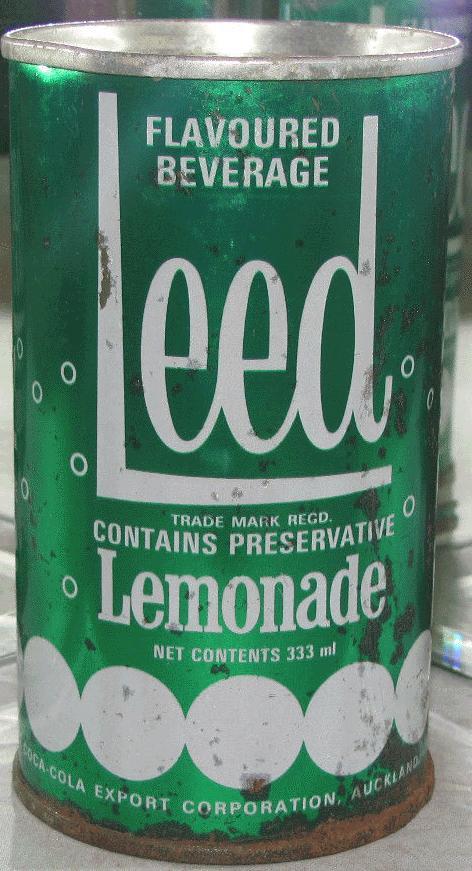 FLAVOURED
BEVERAGE
Leed
TRADE MARK REGD.
CONTAINS PRESERVATIVE
Lemonade
NET CONTENTS 333 ml
COCA-COLA EXPORT CORPORATION, AUCKLAND